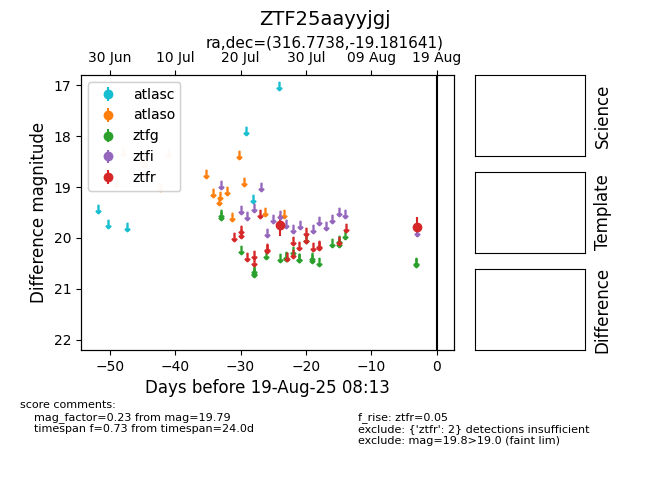 ZTF25aayyjgj
ra,dec=(316.7738,-19.181641)
30 Jun 10 Jul 20 Jul 30 Jul 09 Aug 19 Aug
17
18
19
20
21
22
Difference magnitude
atlasc
atlaso
ztfg
ztfi
ztfr
−50 −40 −30 −20 −10 0
Days before 19-Aug-25 08:13
Science
Template
Difference
score comments:
mag_factor=0.23 from mag=19.79
timespan f=0.73 from timespan=24.0d
f_rise: ztfr=0.05
exclude: {'ztfr': 2} detections insufficient
exclude: mag=19.8>19.0 (faint lim)